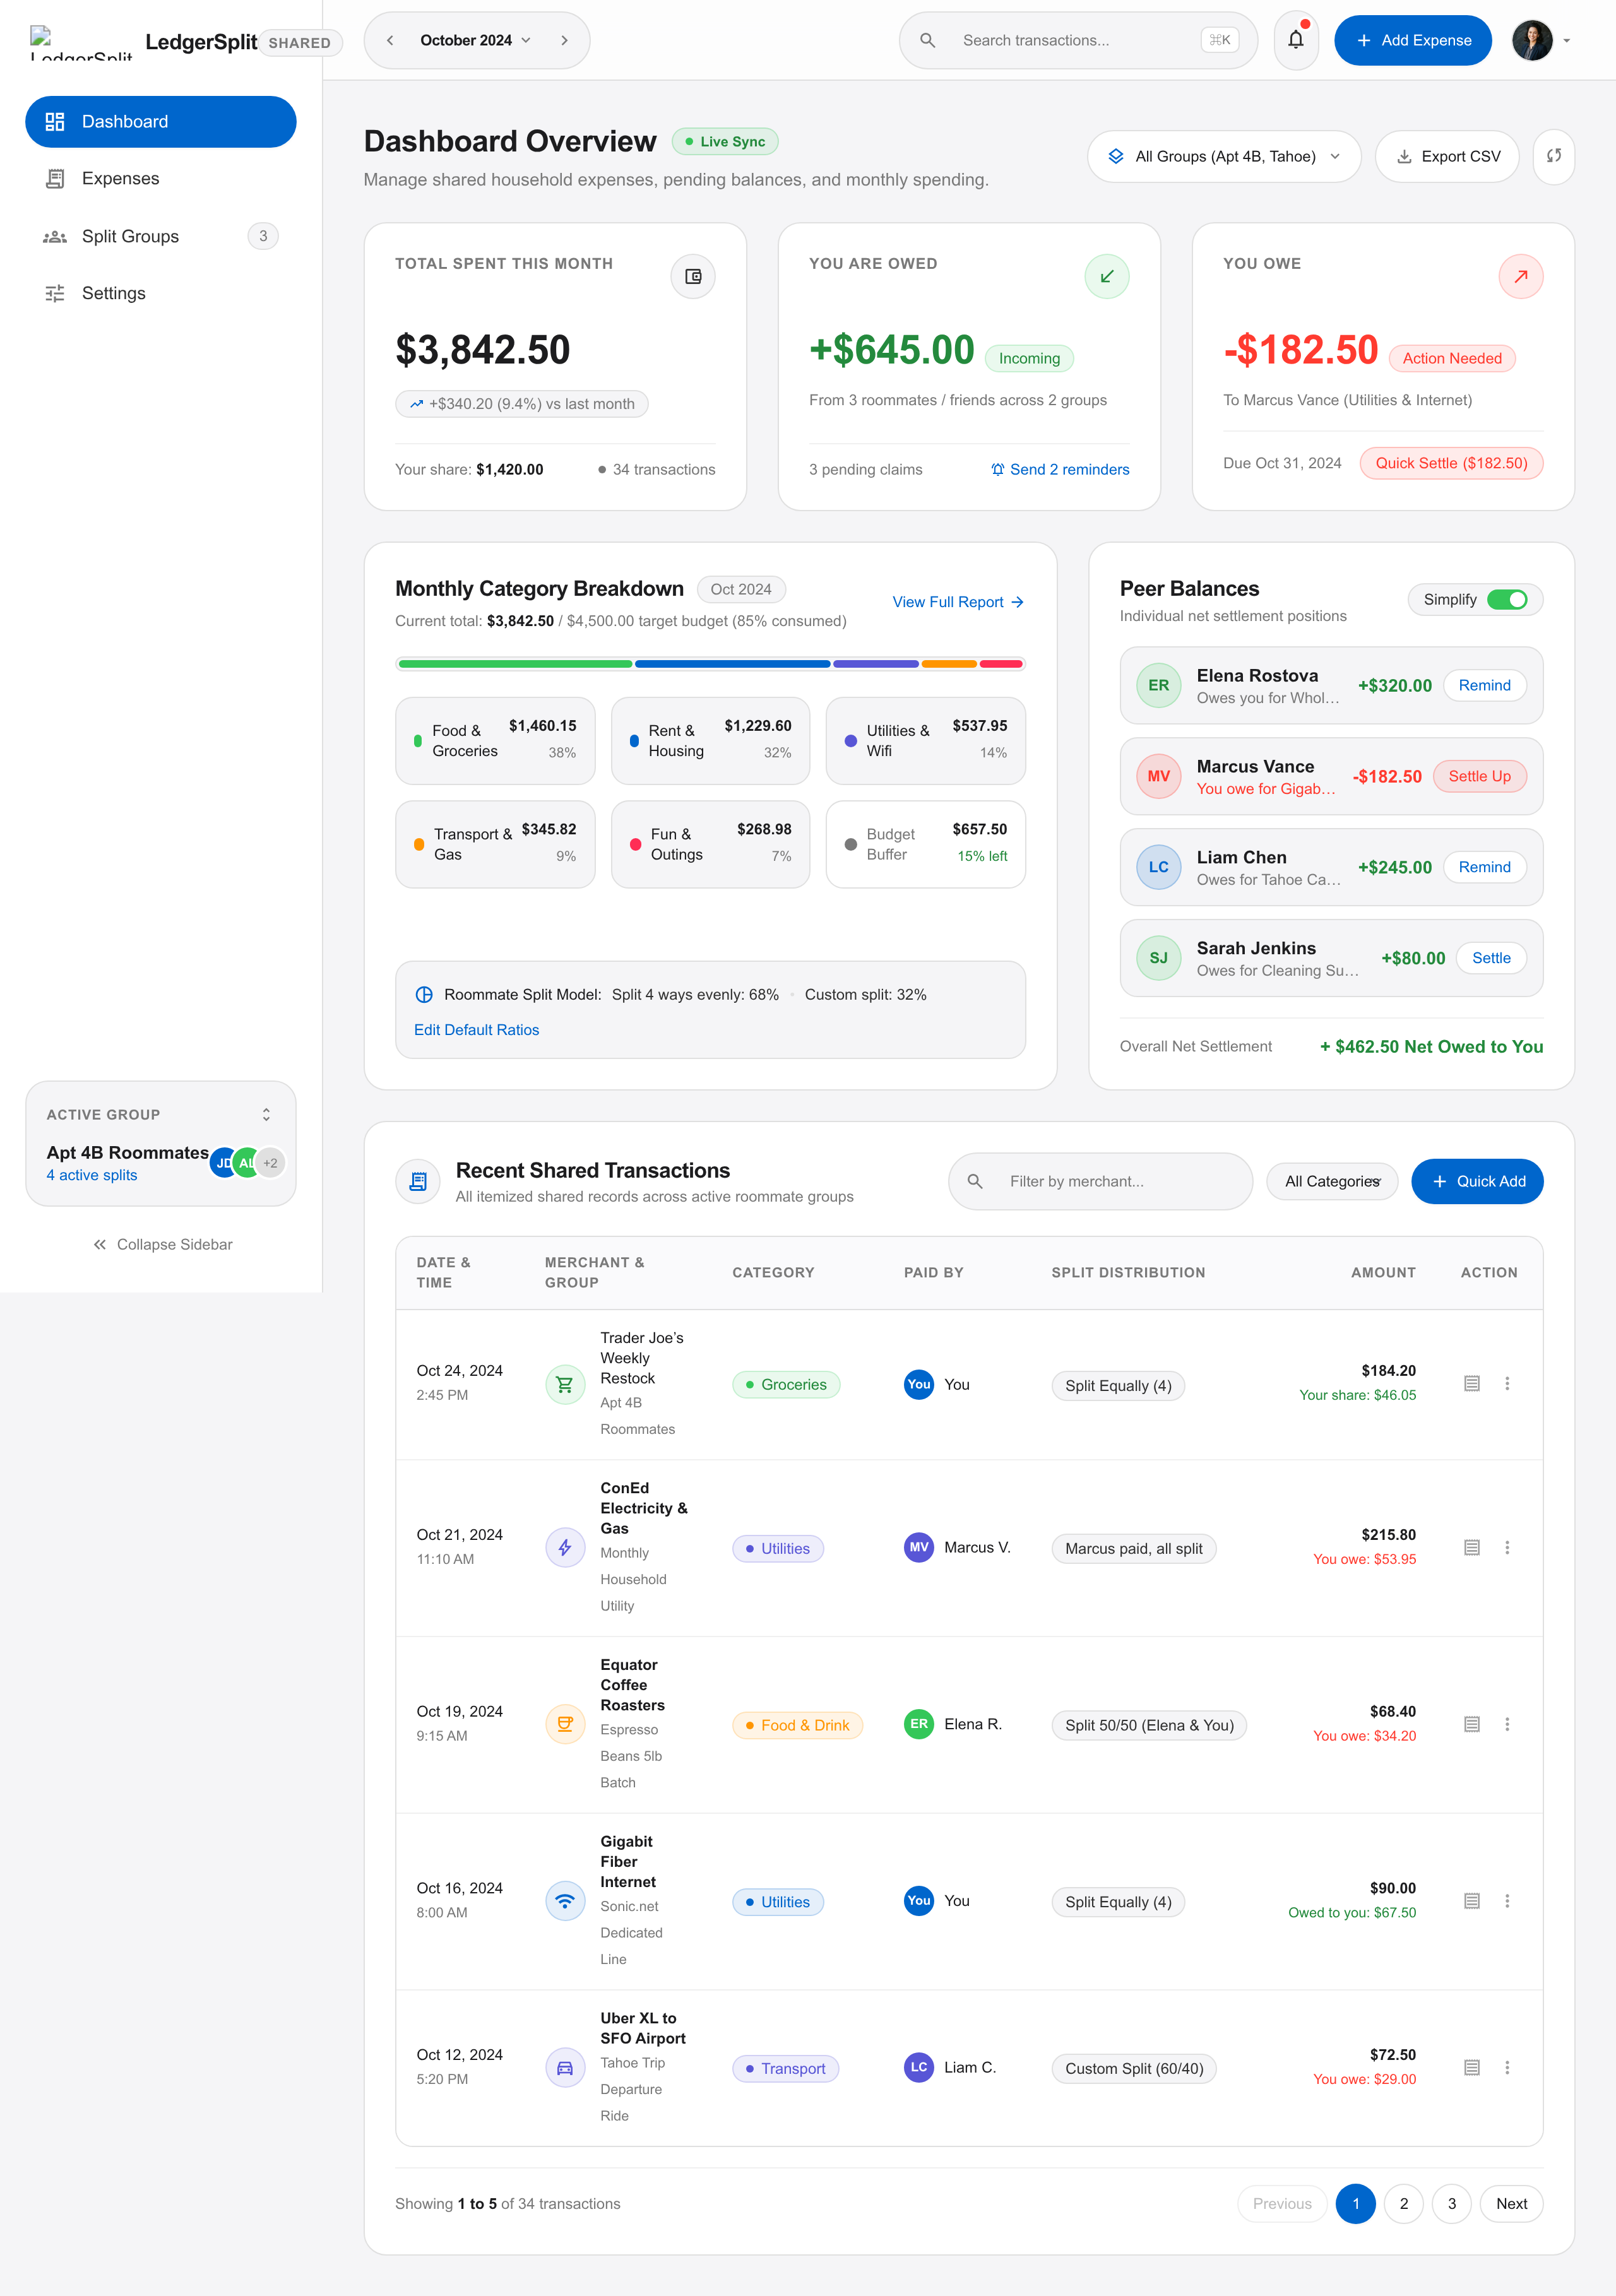 LedgerSplit
LedgerSplit
SHARED
October 2024
Search transactions...
⌘K
Add Expense
Dashboard
Expenses
Split Groups
3
Settings
ACTIVE GROUP
Apt 4B Roommates
4 active splits
JD
AL
+2
Collapse Sidebar
Dashboard Overview
Live Sync
Manage shared household expenses, pending balances, and monthly spending.
All Groups (Apt 4B, Tahoe)
Export CSV
TOTAL SPENT THIS MONTH
$3,842.50
+$340.20 (9.4%) vs last month
Your share: $1,420.00
34 transactions
YOU ARE OWED
+$645.00
Incoming
From 3 roommates / friends across 2 groups
3 pending claims
Send 2 reminders
YOU OWE
-$182.50
Action Needed
To Marcus Vance (Utilities & Internet)
Due Oct 31, 2024
Quick Settle ($182.50)
Monthly Category Breakdown
Oct 2024
Current total: $3,842.50 / $4,500.00 target budget (85% consumed)
View Full Report
Food &
Groceries
$1,460.15
38%
Rent &
Housing
$1,229.60
32%
Utilities &
Wifi
$537.95
14%
Transport &
Gas
$345.82
9%
Fun &
Outings
$268.98
7%
Budget
Buffer
$657.50
15% left
Roommate Split Model: Split 4 ways evenly: 68% • Custom split: 32%
Edit Default Ratios
Peer Balances
Individual net settlement positions
Simplify
ER
Elena Rostova
Owes you for Whol…
+$320.00
Remind
MV
Marcus Vance
You owe for Gigab…
-$182.50
Settle Up
LC
Liam Chen
Owes for Tahoe Ca…
+$245.00
Remind
SJ
Sarah Jenkins
Owes for Cleaning Su…
+$80.00
Settle
Overall Net Settlement
+ $462.50 Net Owed to You
Recent Shared Transactions
All itemized shared records across active roommate groups
Filter by merchant...
All Categories
Quick Add
DATE &
TIME
MERCHANT &
GROUP
CATEGORY
PAID BY
SPLIT DISTRIBUTION
AMOUNT
ACTION
Oct 24, 2024
2:45 PM
Trader Joe's
Weekly
Restock
Apt 4B
Roommates
Groceries
You
You
Split Equally (4)
$184.20
Your share: $46.05
Oct 21, 2024
11:10 AM
ConEd
Electricity &
Gas
Monthly
Household
Utility
Utilities
MV
Marcus V.
Marcus paid, all split
$215.80
You owe: $53.95
Oct 19, 2024
9:15 AM
Equator
Coffee
Roasters
Espresso
Beans 5lb
Batch
Food & Drink
ER
Elena R.
Split 50/50 (Elena & You)
$68.40
You owe: $34.20
Oct 16, 2024
8:00 AM
Gigabit
Fiber
Internet
Sonic.net
Dedicated
Line
Utilities
You
You
Split Equally (4)
$90.00
Owed to you: $67.50
Oct 12, 2024
5:20 PM
Uber XL to
SFO Airport
Tahoe Trip
Departure
Ride
Transport
LC
Liam C.
Custom Split (60/40)
$72.50
You owe: $29.00
Showing 1 to 5 of 34 transactions
Previous
1
2
3
Next